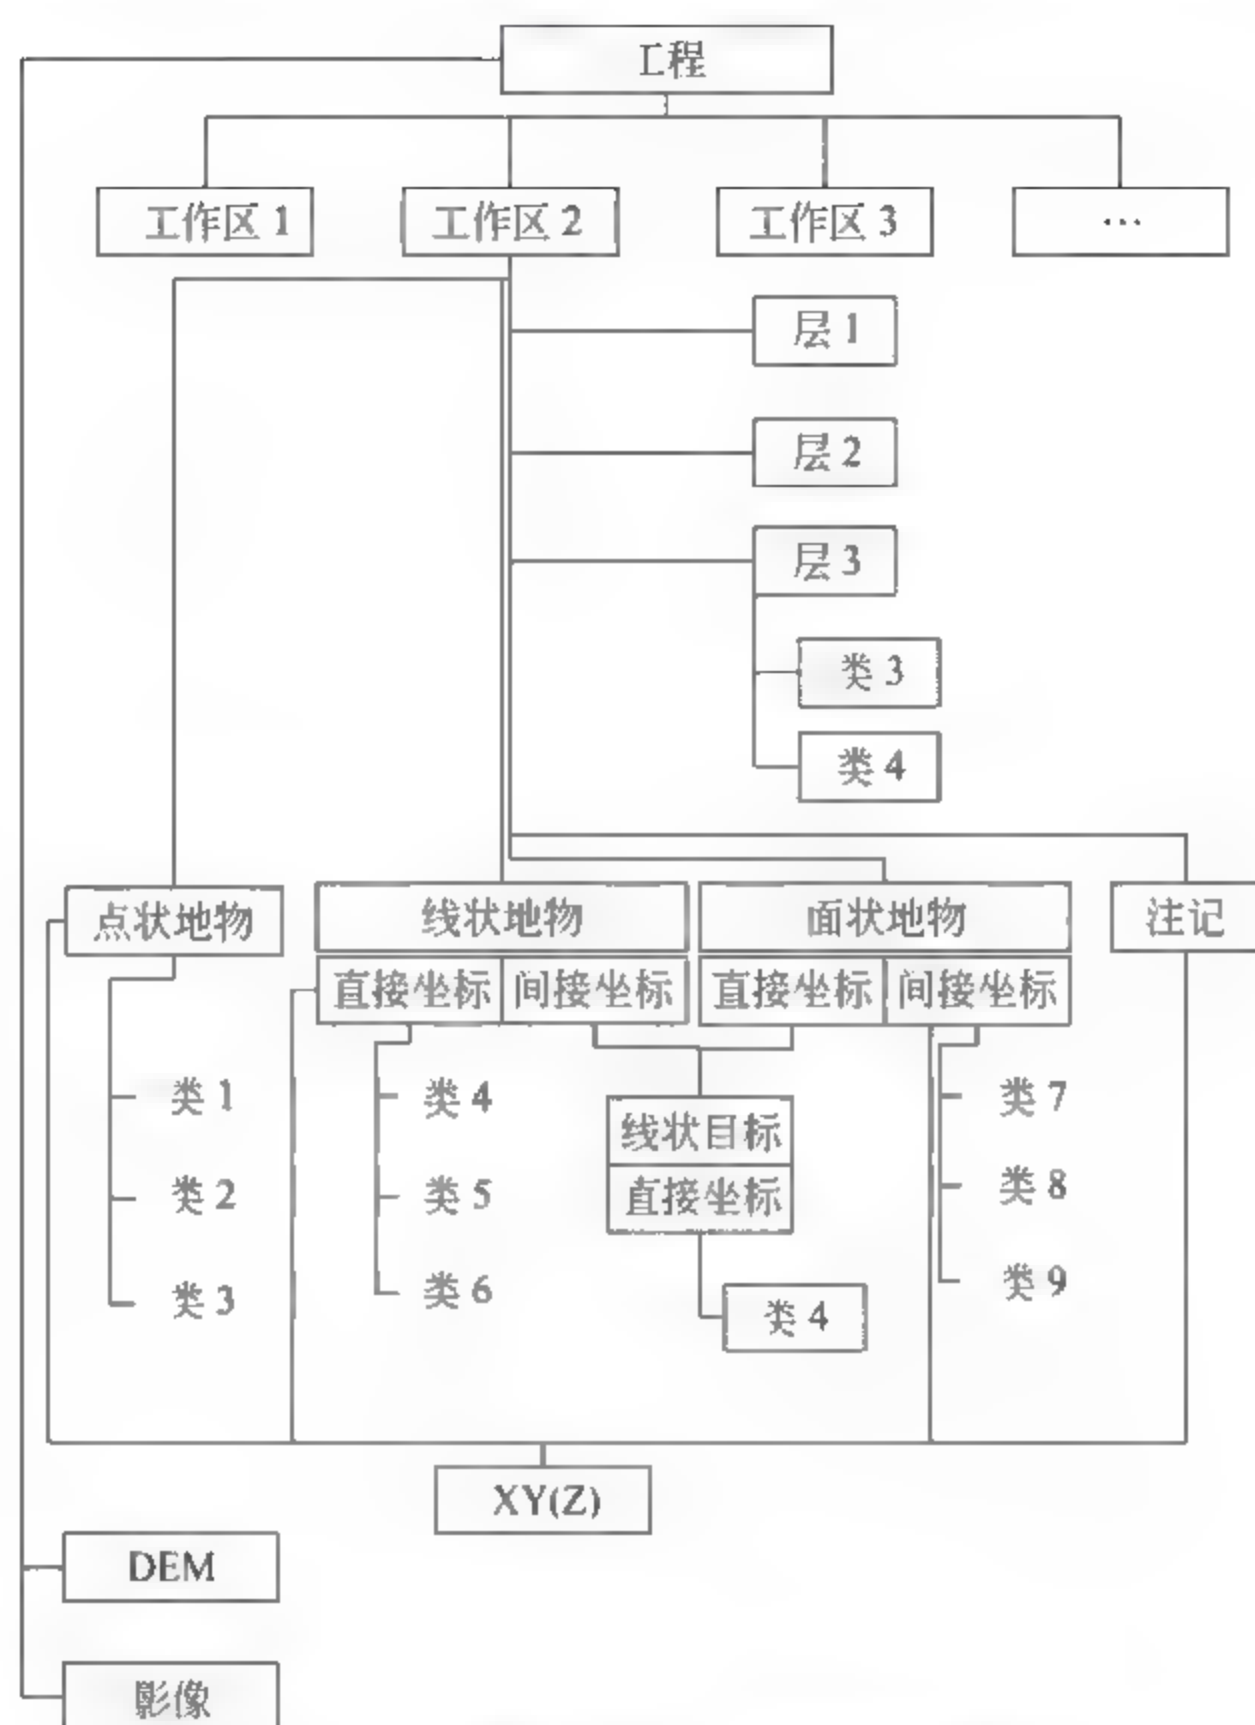 工程
工作区 1
工作区 2
工作区 3
…
层 1
层 2
层 3
类 3
类 4
点状地物
线状地物
面状地物
注记
直接坐标
间接坐标
直接坐标
间接坐标
类 1
类 2
类 3
类 4
类 5
类 6
线状目标
直接坐标
类 4
类 7
类 8
类 9
XY(Z)
DEM
影像